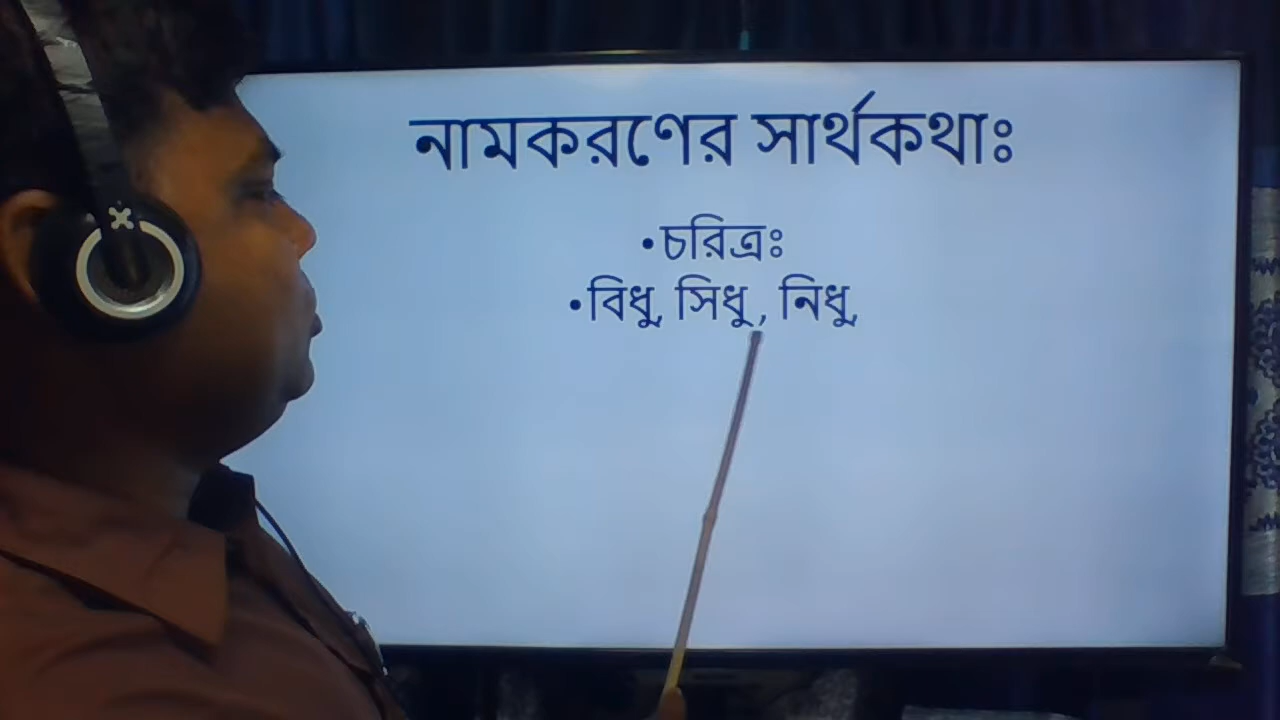 নামকরণের সার্থকথাঃ
•চরিত্রঃ
•বিধু, সিধু , নিধু,